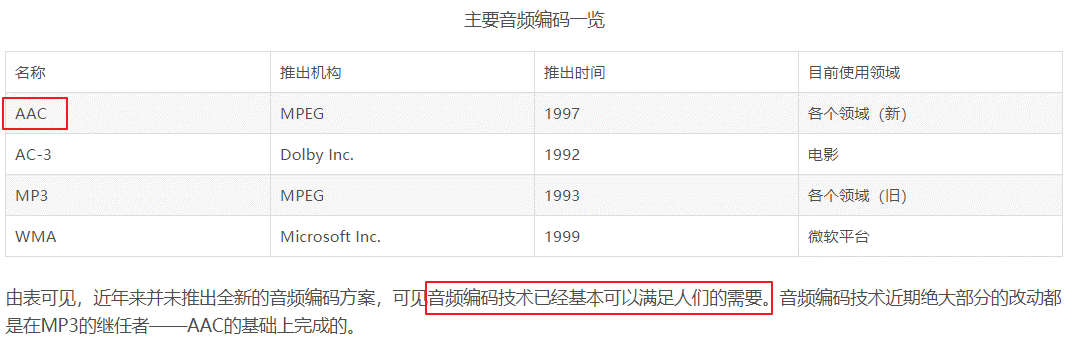 主要音频编码一览
名称 推出机构 推出时间 目前使用领域
AAC MPEG 1997 各个领域（新）
AC-3 Dolby Inc. 1992 电影
MP3 MPEG 1993 各个领域（旧）
WMA Microsoft Inc. 1999 微软平台
由表可见，近年来并未推出全新的音频编码方案，可见音频编码技术已经基本可以满足人们的需要。音频编码技术近期绝大部分的改动都
是在MP3的继任者——AAC的基础上完成的。